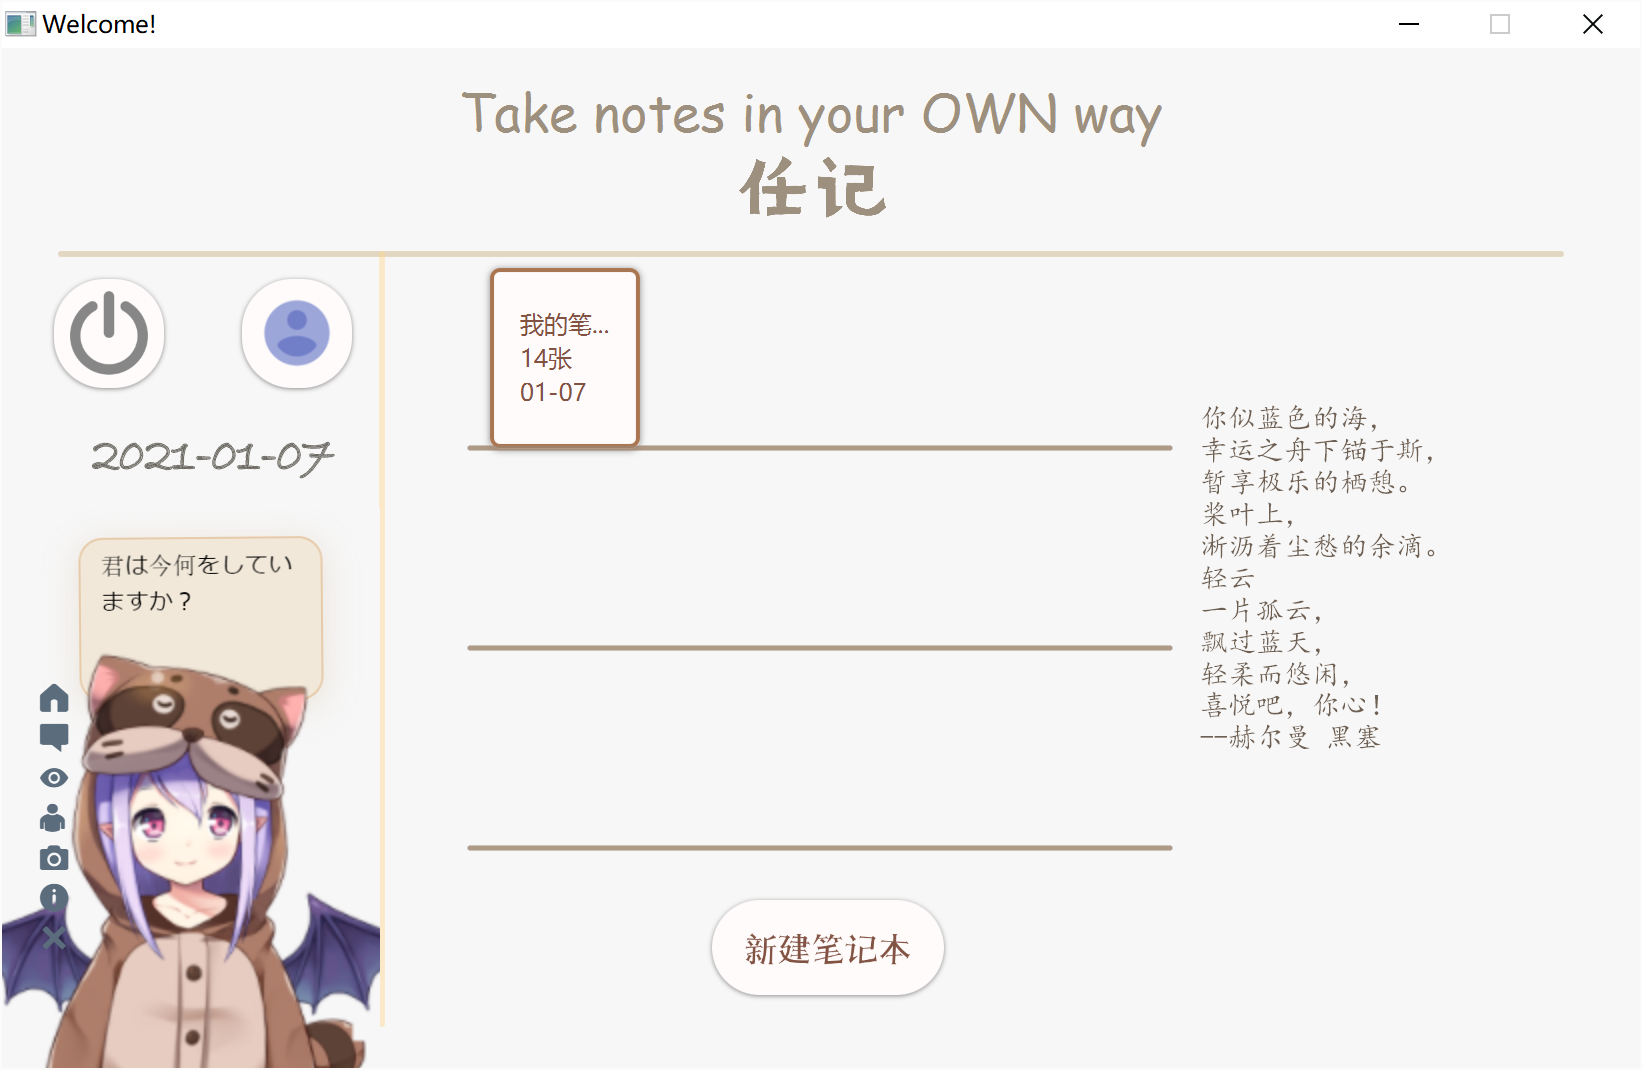 Welcome!
Take notes in your OWN way
任记
我的笔...
14张
01-07
2021-01-07
君は今何をしてい
ますか？
你似蓝色的海，
幸运之舟下锚于斯，
暂享极乐的栖憩。
桨叶上，
淅沥着尘愁的余滴。
轻云
一片孤云，
飘过蓝天，
轻柔而悠闲，
喜悦吧，你心！
--赫尔曼 黑塞
新建笔记本